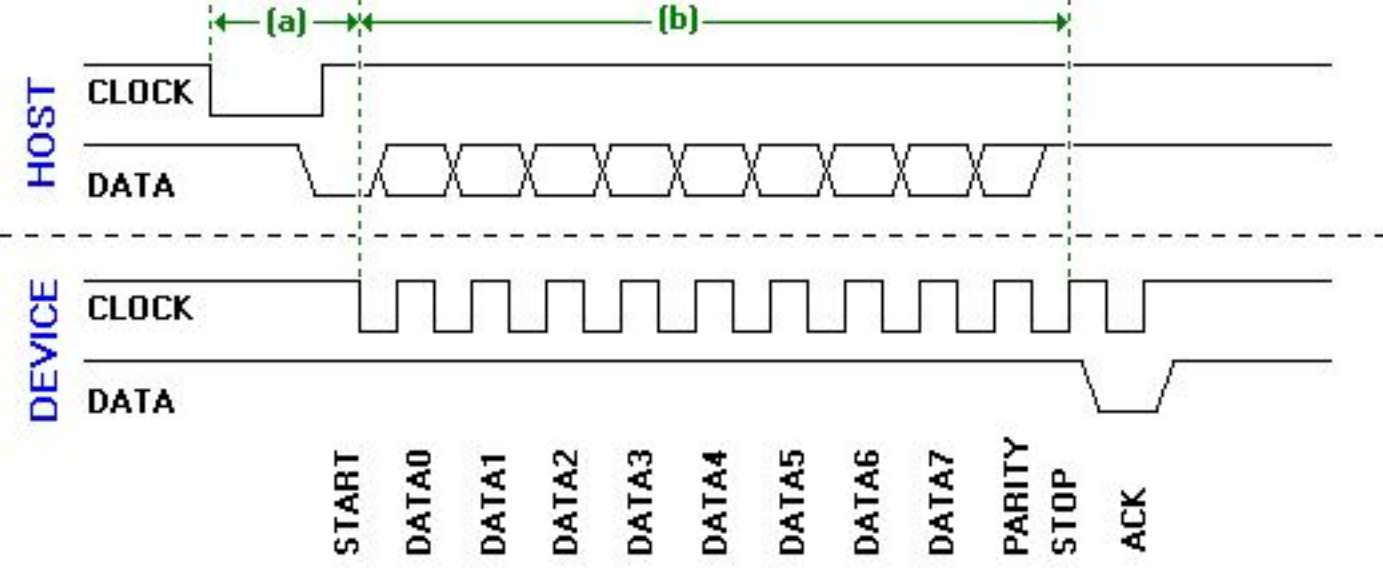 (a)
(b)
HOST
CLOCK
DATA
DEVICE
CLOCK
DATA
START
DATA0
DATA1
DATA2
DATA3
DATA4
DATA5
DATA6
DATA7
PARITY
STOP
ACK